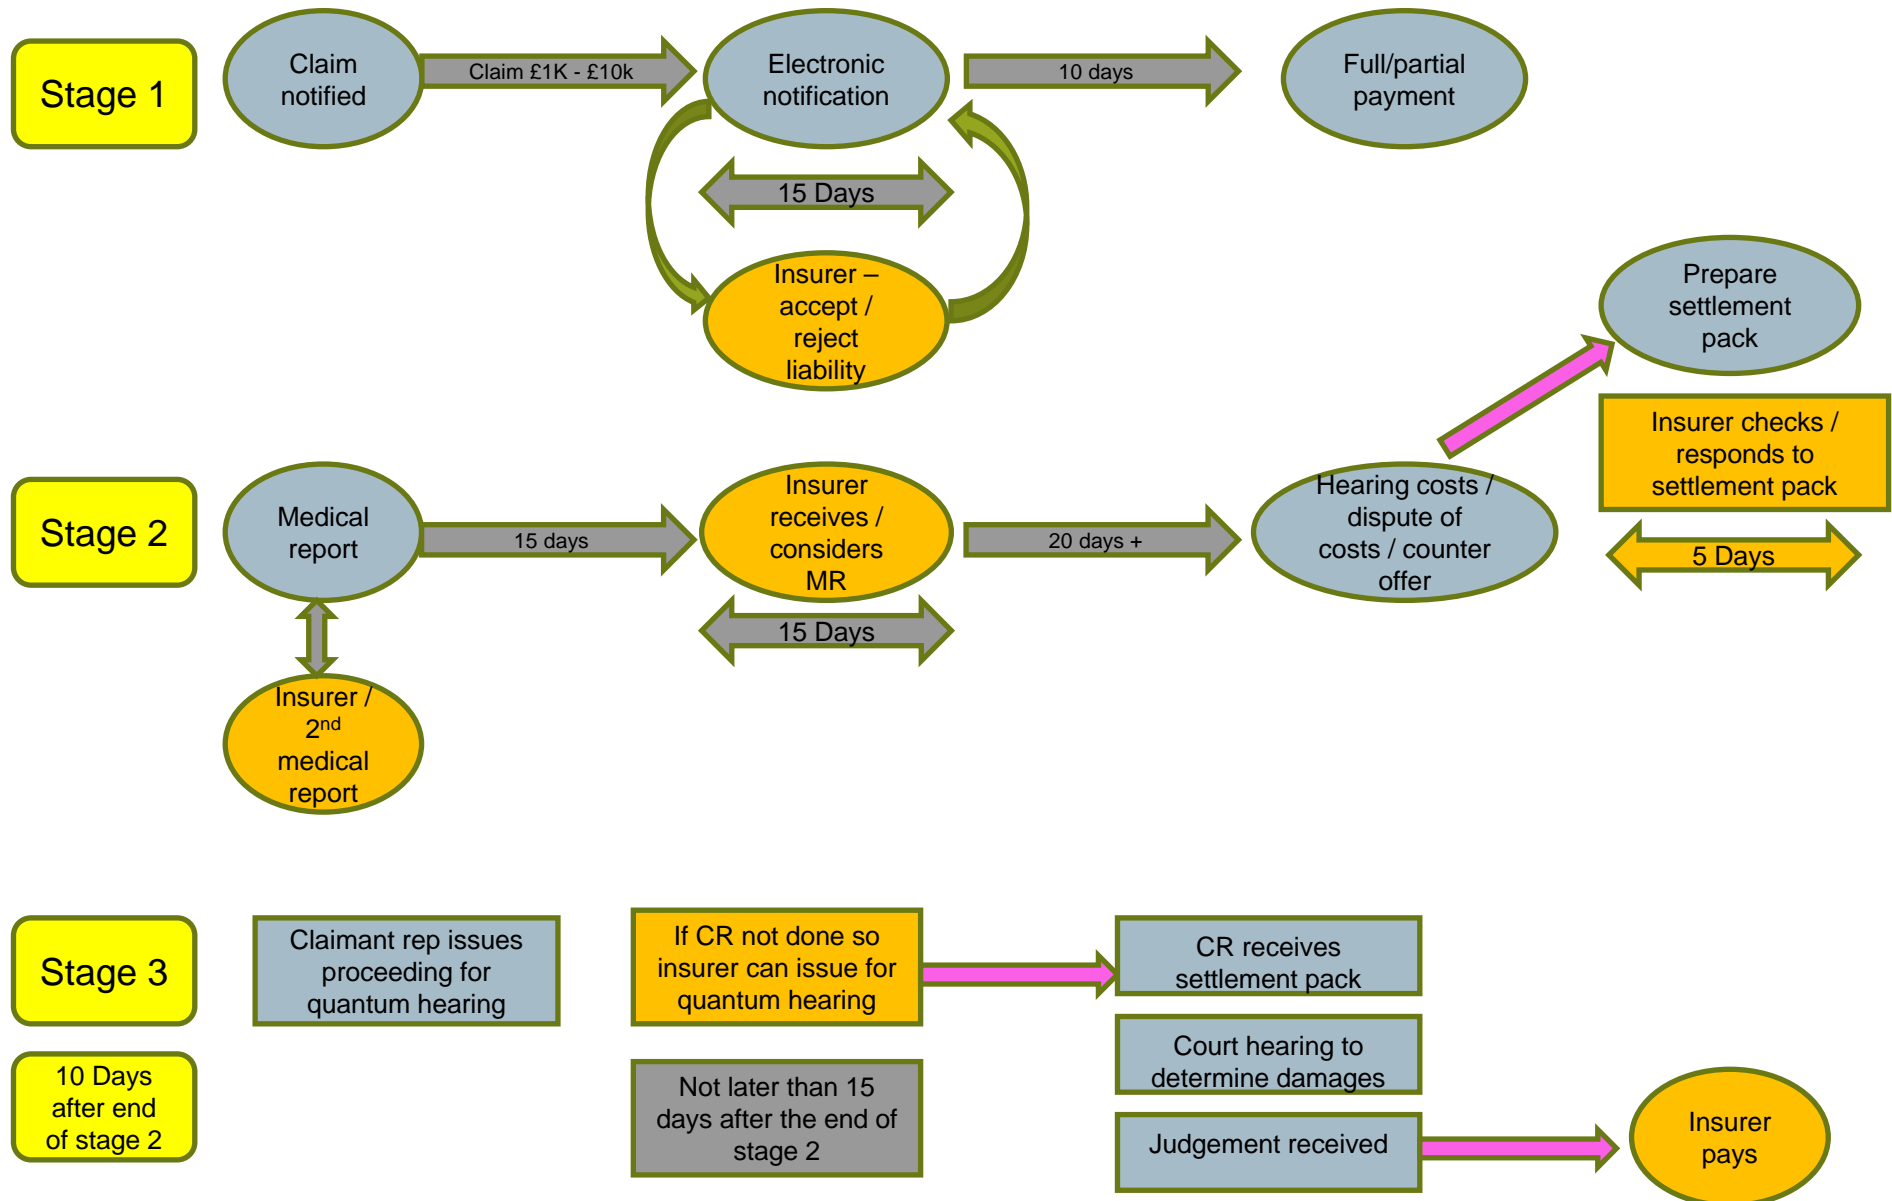 Stage 1
Claim
notified
Claim £1K - £10k
Electronic
notification
10 days
Full/partial
payment
15 Days
Insurer –
accept /
reject
liability
Prepare
settlement
pack
Insurer checks /
responds to
settlement pack
5 Days
Stage 2
Medical
report
15 days
Insurer
receives /
considers
MR
20 days +
Hearing costs /
dispute of
costs / counter
offer
15 Days
Insurer /
2nd
medical
report
Stage 3
Claimant rep issues
proceeding for
quantum hearing
If CR not done so
insurer can issue for
quantum hearing
CR receives
settlement pack
10 Days
after end
of stage 2
Not later than 15
days after the end of
stage 2
Court hearing to
determine damages
Judgement received
Insurer
pays